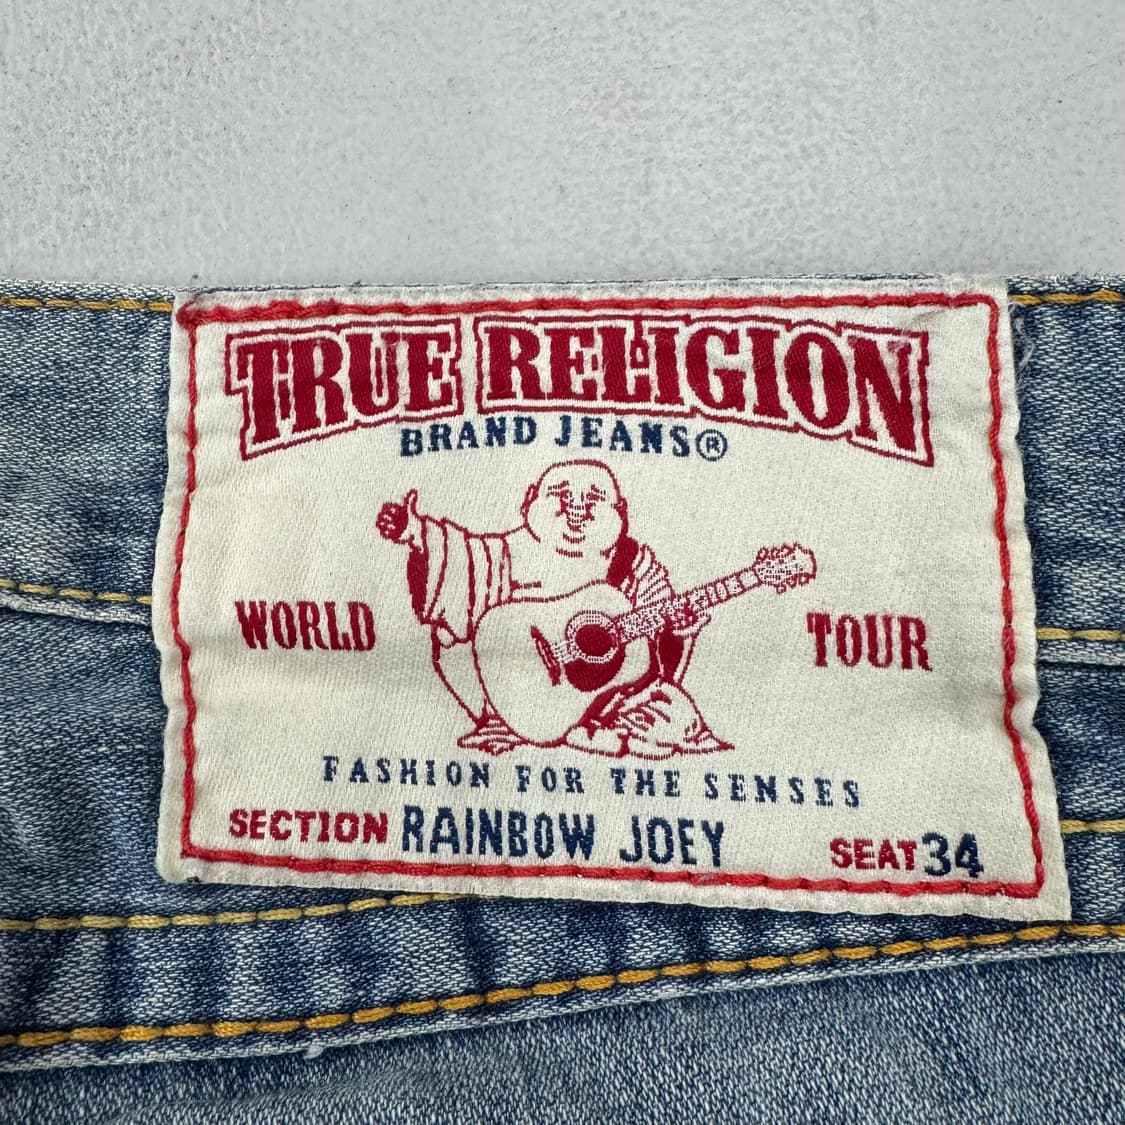 TRUE RELIGION
BRAND JEANS®
WORLD TOUR
FASHION FOR THE SENSES
SECTION RAINBOW JOEY SEAT 34